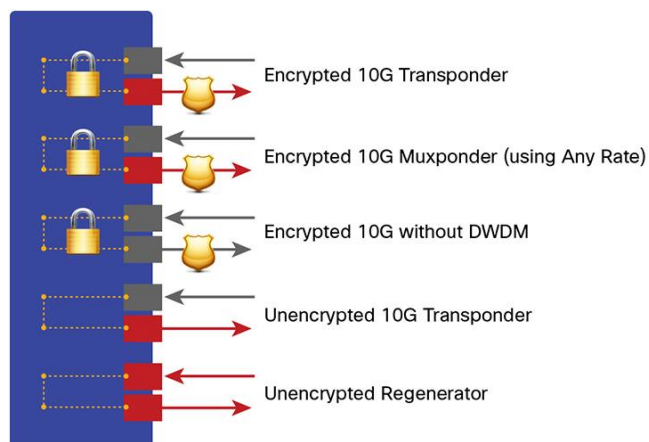 Encrypted 10G Transponder
Encrypted 10G Muxponder (using Any Rate)
Encrypted 10G without DWDM
Unencrypted 10G Transponder
Unencrypted Regenerator